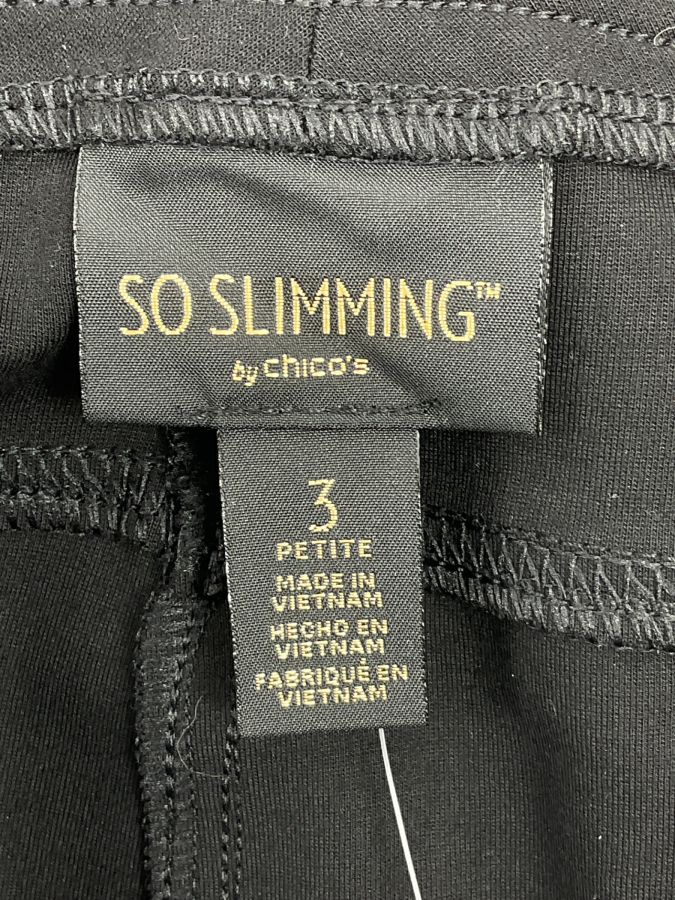 SO SLIMMING™
by chico's
3
PETITE
MADE IN
VIETNAM
HECHO EN
VIETNAM
FABRIQUÉ EN
VIETNAM